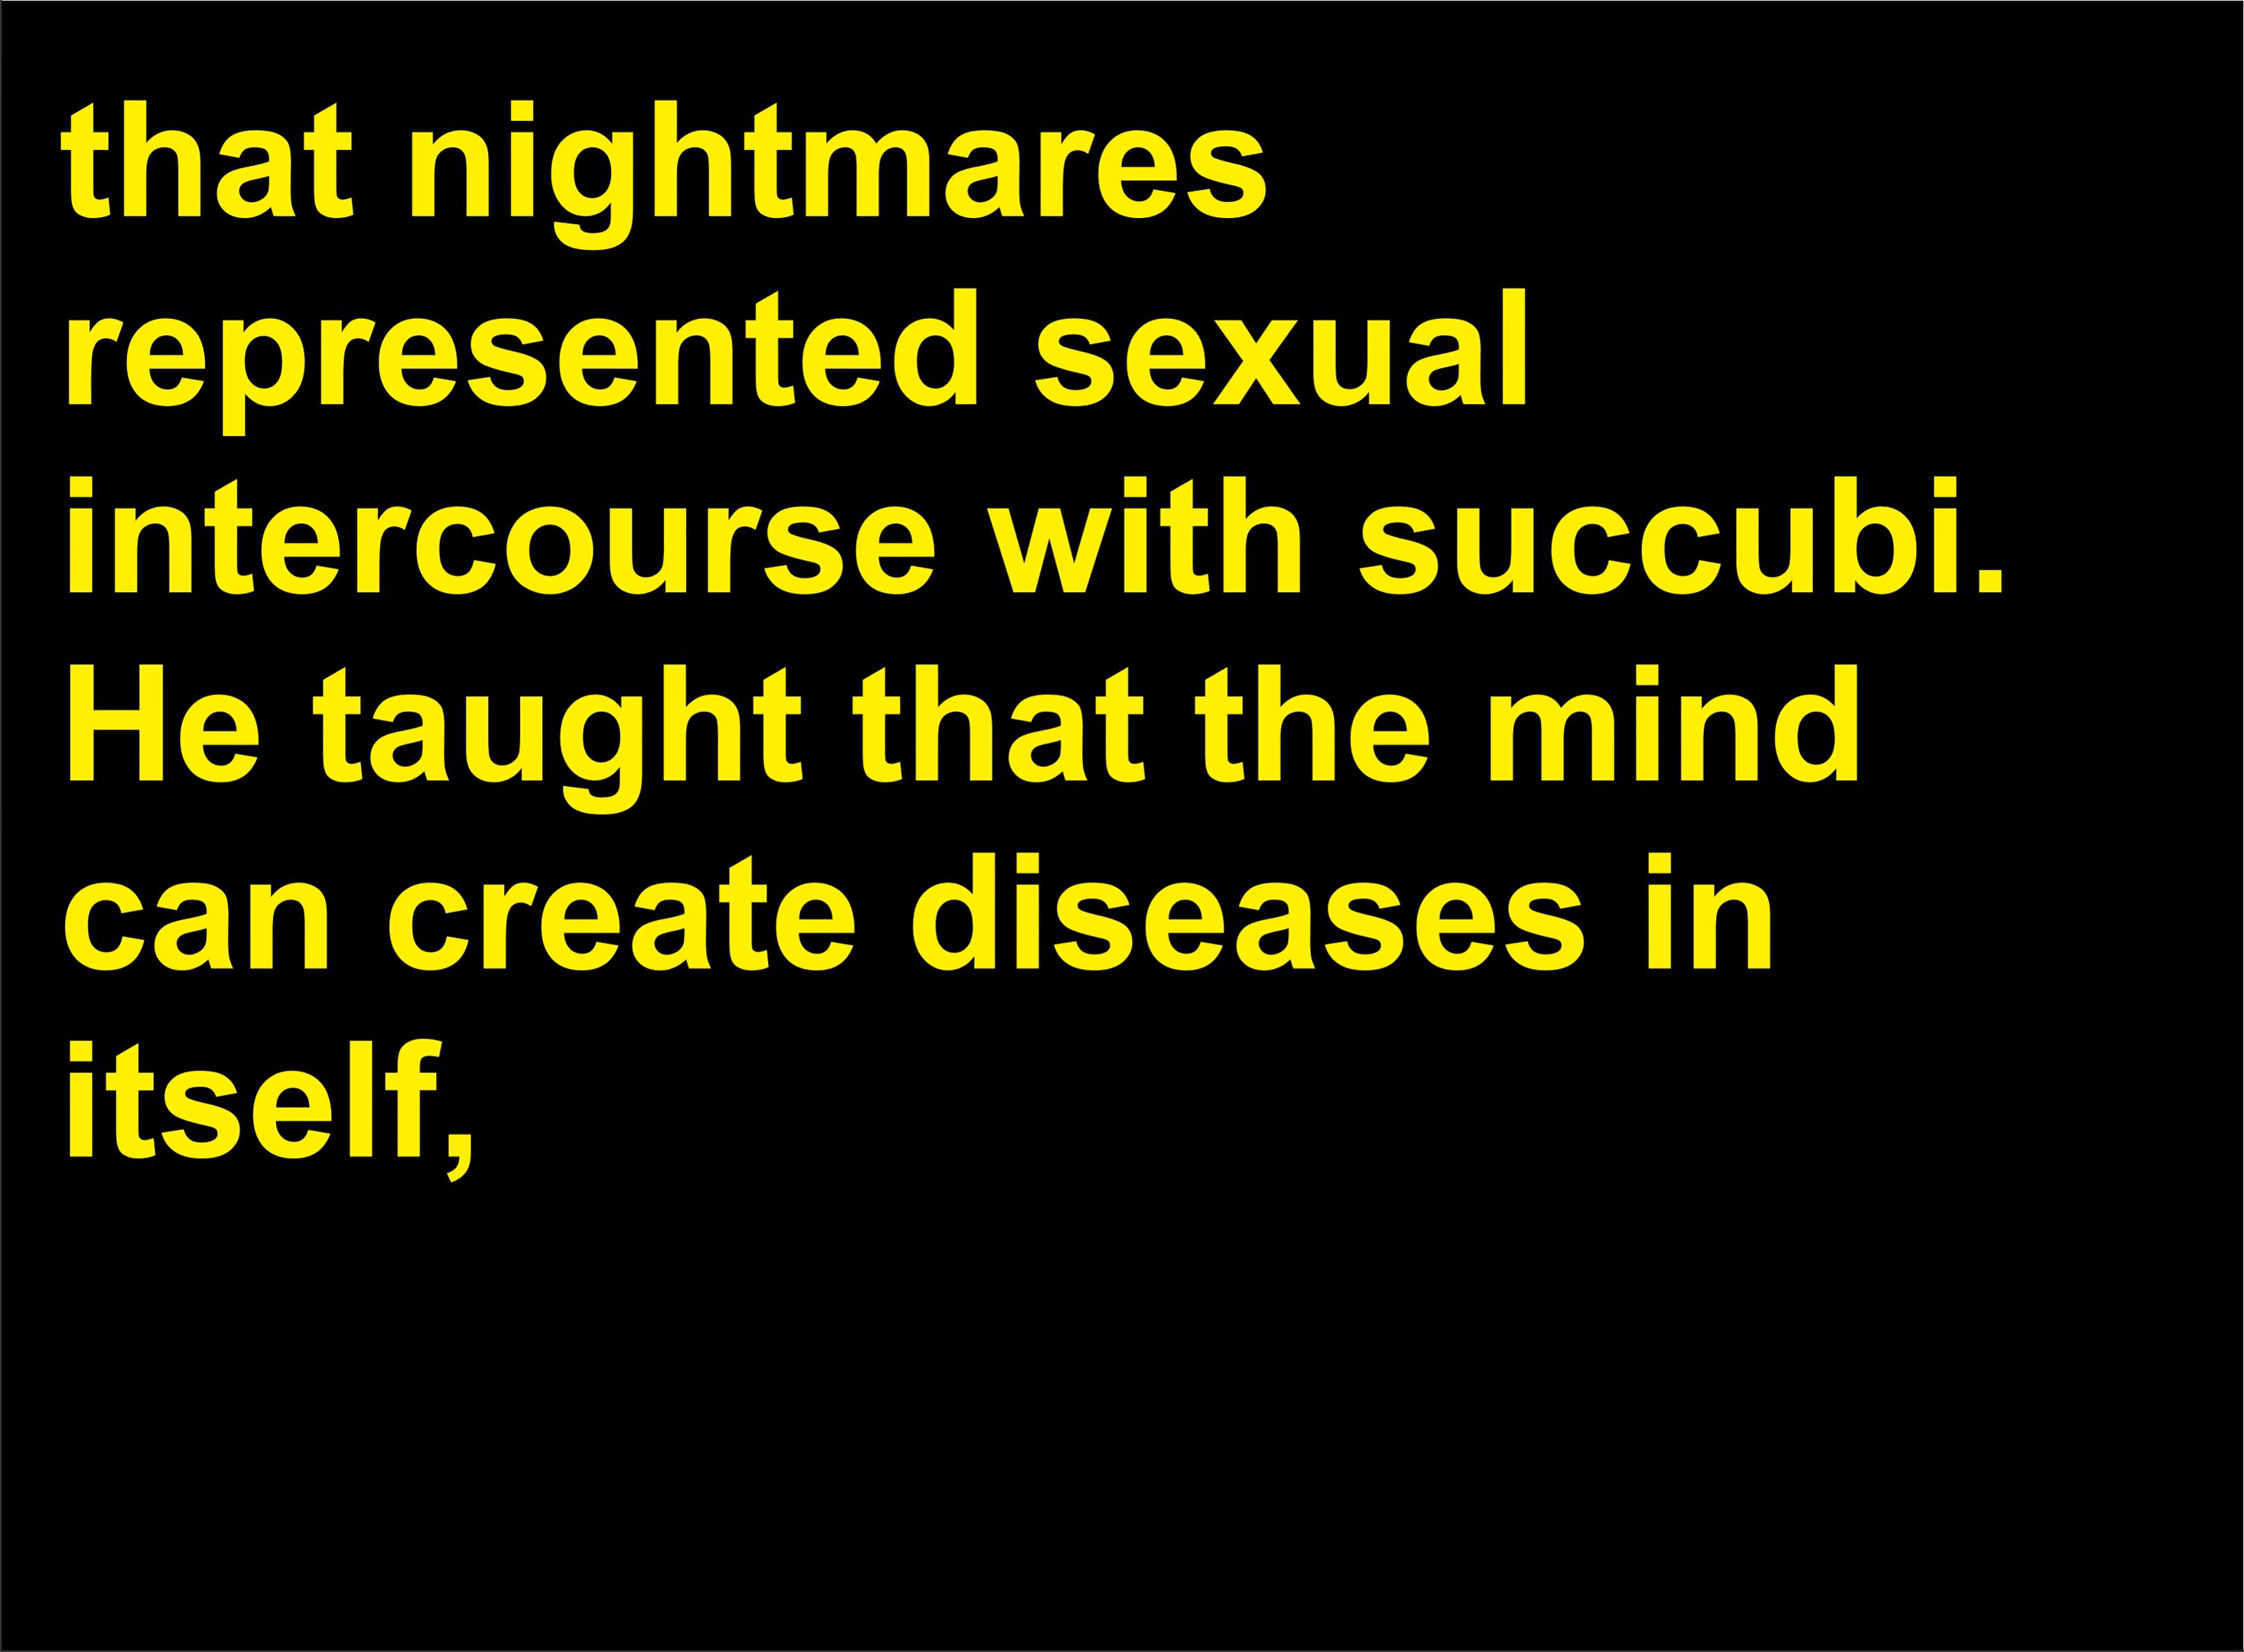 that nightmares
represented sexual
intercourse with succubi.
He taught that the mind
can create diseases in
itself,